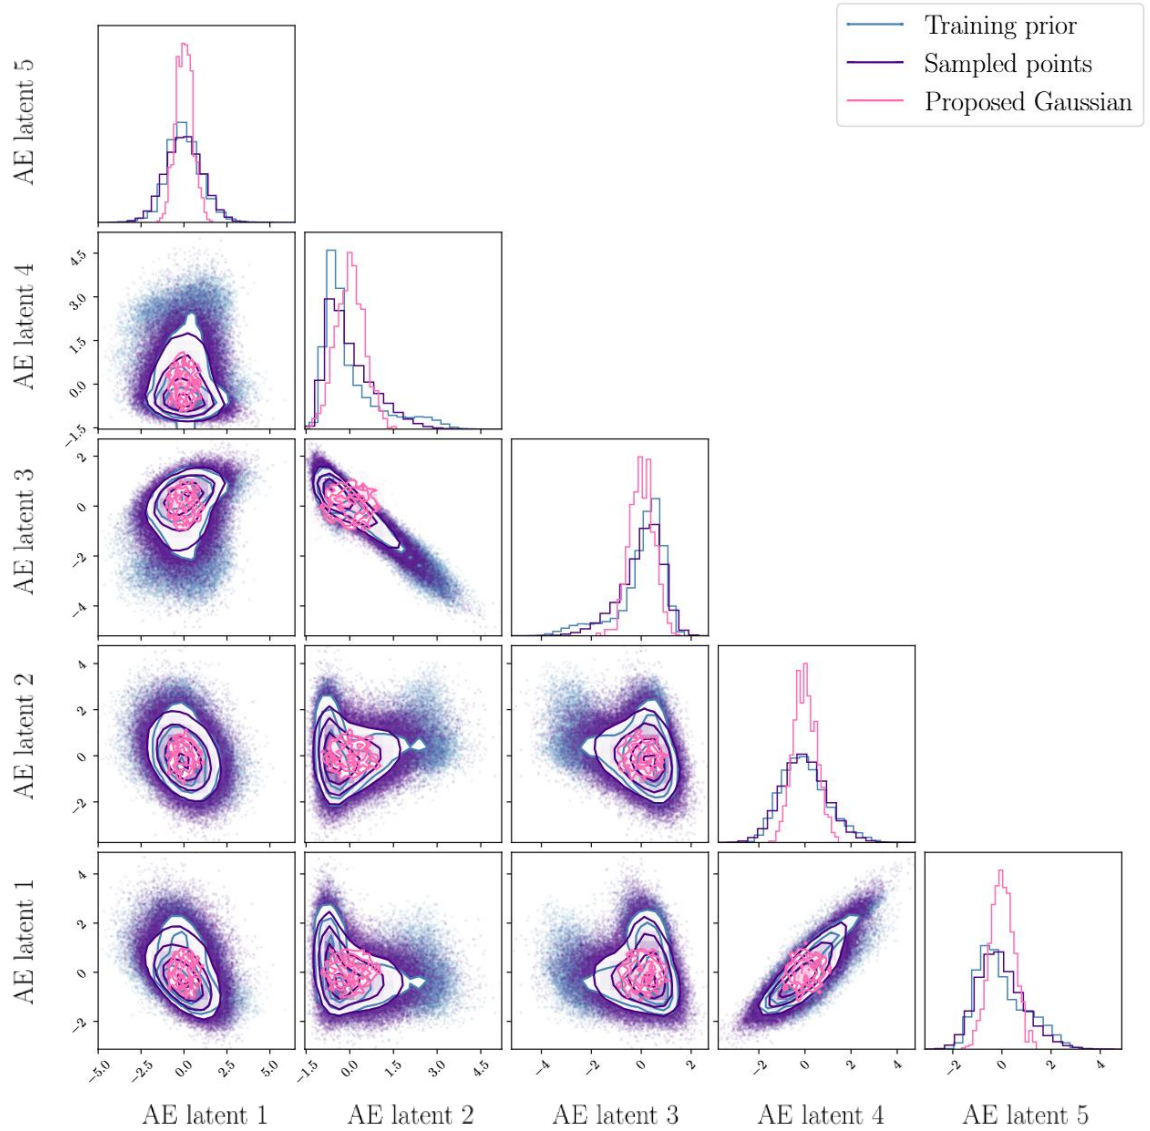 Training prior
Sampled points
Proposed Gaussian
AE latent 5
AE latent 4
4.5
3.0
1.5
0.0
−1.5
AE latent 3
2
0
−2
−4
AE latent 2
4
2
0
−2
AE latent 1
4
2
0
−2
−5.0 −2.5 0.0 2.5 5.0 −1.5 0.0 1.5 3.0 4.5 −4 −2 0 2 −2 0 2 4 −2 0 2 4
AE latent 1 AE latent 2 AE latent 3 AE latent 4 AE latent 5